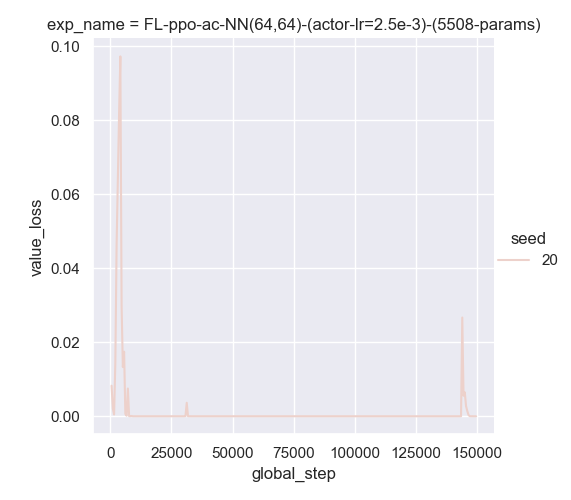 exp_name = FL-ppo-ac-NN(64,64)-(actor-lr=2.5e-3)-(5508-params)
0.10
0.08
0.06
0.04
0.02
0.00
value_loss
0 25000 50000 75000 100000 125000 150000
global_step
seed
20